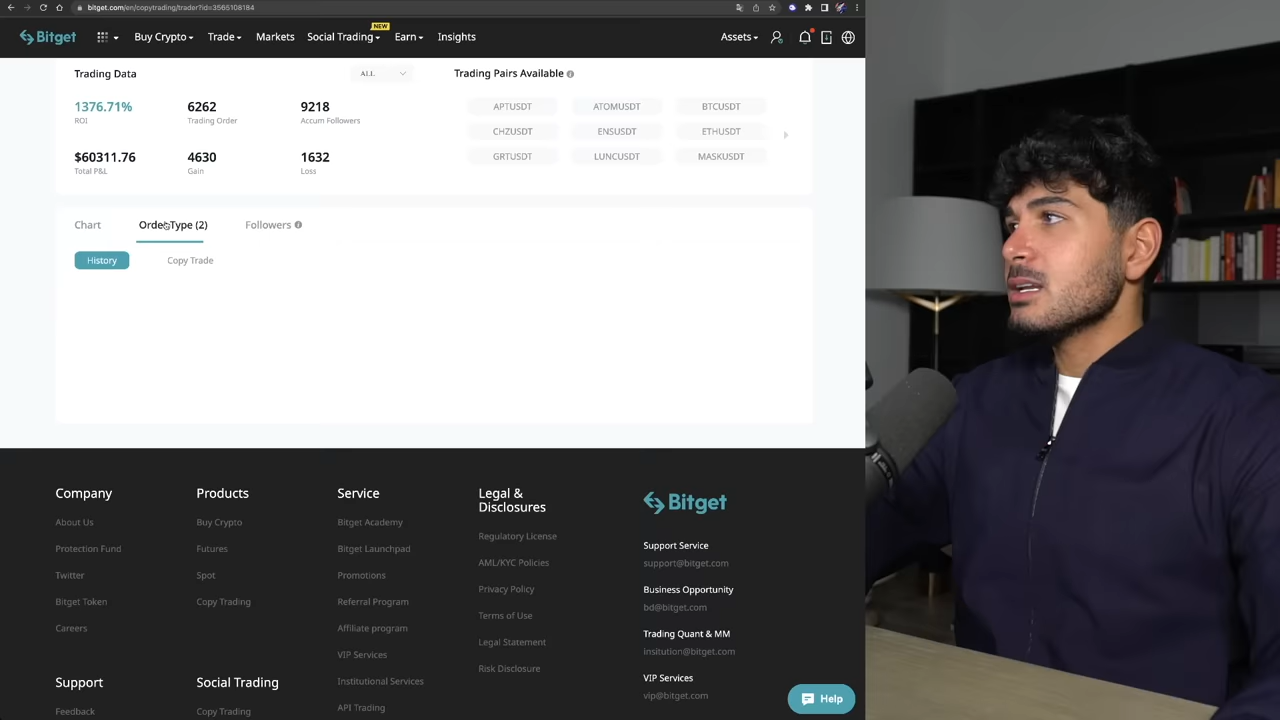 bitget.com/en/copytrading/trader?id=3565108184
Bitget
Buy Crypto
Trade
Markets
Social Trading
NEW
Earn
Insights
Assets
Trading Data
ALL
1376.71%
ROI
6262
Trading Order
9218
Accum Followers
$60311.76
Total P&L
4630
Gain
1632
Loss
Trading Pairs Available
APTUSDT
ATOMUSDT
BTCUSDT
CHZUSDT
ENSUSDT
ETHUSDT
GRTUSDT
LUNCUSDT
MASKUSDT
Chart
Order Type (2)
Followers
History
Copy Trade
Company
About Us
Protection Fund
Twitter
Bitget Token
Careers
Support
Feedback
Products
Buy Crypto
Futures
Spot
Copy Trading
Social Trading
Copy Trading
Service
Bitget Academy
Bitget Launchpad
Promotions
Referral Program
Affiliate program
VIP Services
Institutional Services
API Trading
Legal &
Disclosures
Regulatory License
AML/KYC Policies
Privacy Policy
Terms of Use
Legal Statement
Risk Disclosure
Bitget
Support Service
support@bitget.com
Business Opportunity
bd@bitget.com
Trading Quant & MM
insitution@bitget.com
VIP Services
vip@bitget.com
Help